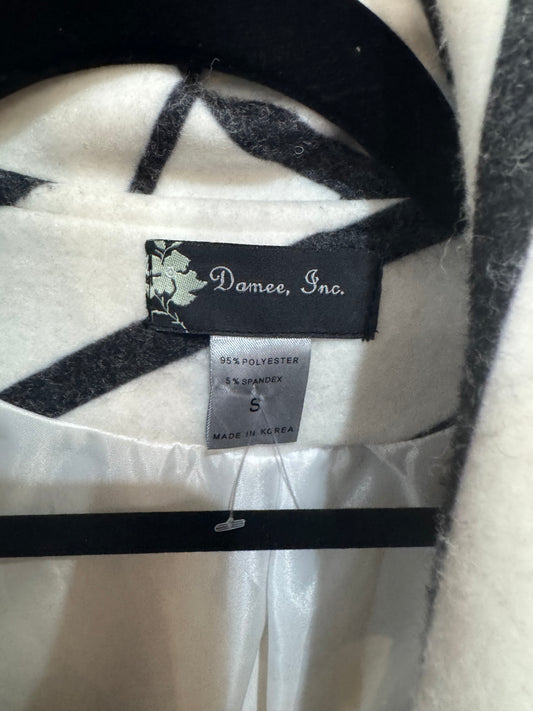 Damee, Inc.
95% POLYESTER
5% SPANDEX
S
MADE IN KOREA